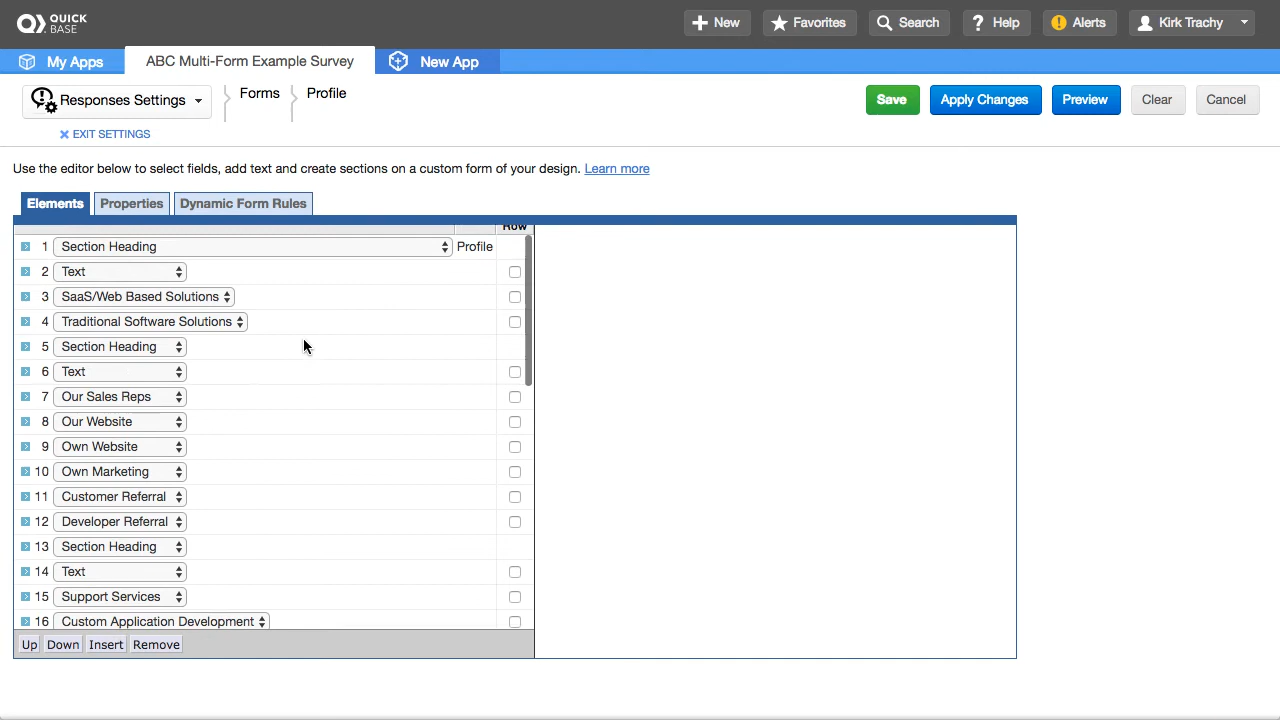 QUICK BASE
New
Favorites
Search
Help
Alerts
Kirk Trachy
My Apps
ABC Multi-Form Example Survey
New App
Responses Settings
Forms
Profile
Save
Apply Changes
Preview
Clear
Cancel
EXIT SETTINGS
Use the editor below to select fields, add text and create sections on a custom form of your design. Learn more
Elements
Properties
Dynamic Form Rules
Row
1 Section Heading Profile
2 Text
3 SaaS/Web Based Solutions
4 Traditional Software Solutions
5 Section Heading
6 Text
7 Our Sales Reps
8 Our Website
9 Own Website
10 Own Marketing
11 Customer Referral
12 Developer Referral
13 Section Heading
14 Text
15 Support Services
16 Custom Application Development
Up Down Insert Remove